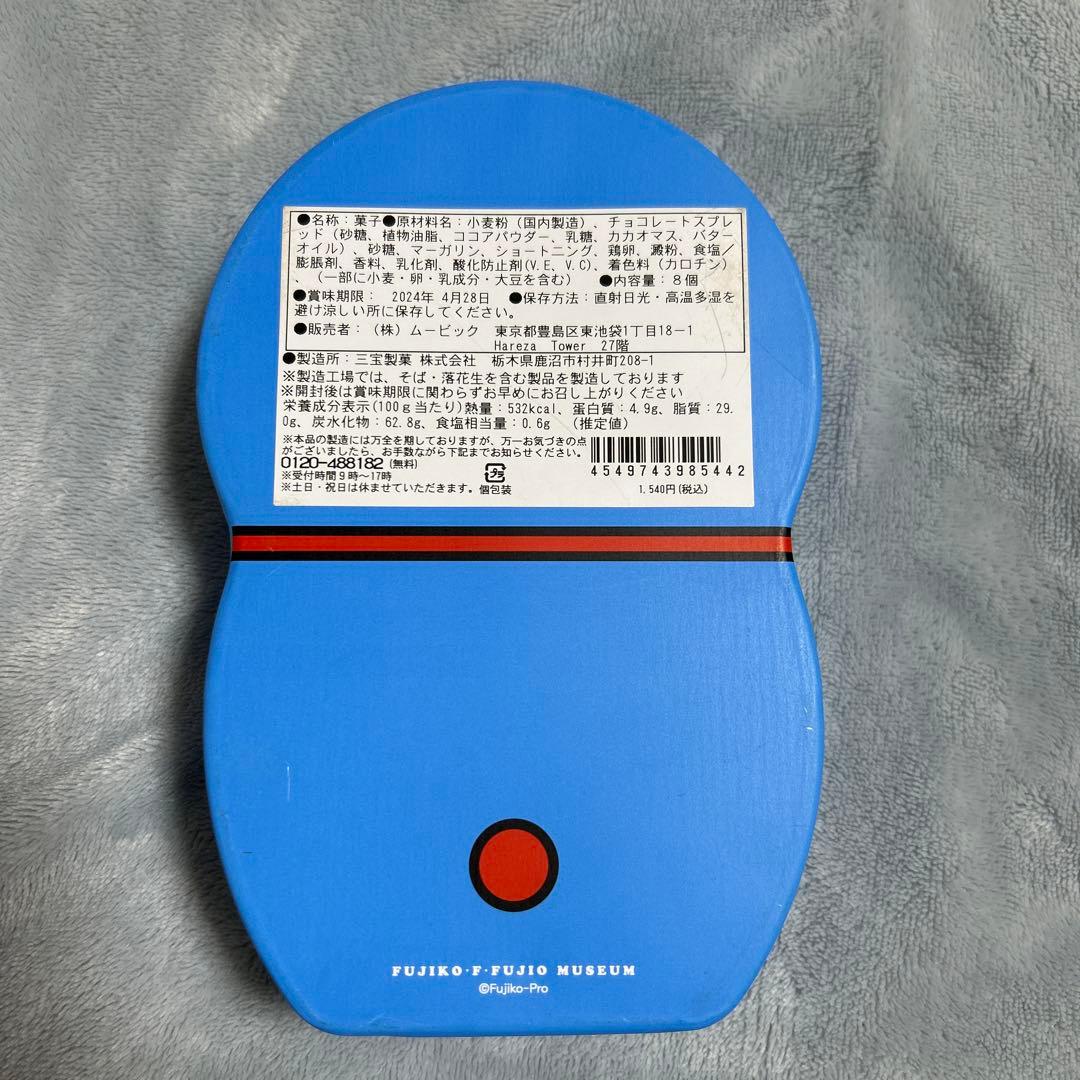 ●名称：菓子●原材料名：小麦粉（国内製造）、チョコレートスプレ
ッド（砂糖、植物油脂、ココアパウダー、乳糖、カカオマス、バター
オイル）、砂糖、マーガリン、ショートニング、鶏卵、澱粉、食塩／
膨脹剤、香料、乳化剤、酸化防止剤(V.E、V.C)、着色料（カロチン）
、（一部に小麦・卵・乳成分・大豆を含む）　●内容量：８個
●賞味期限：　2024年 4月28日　●保存方法：直射日光・高温多湿を
避け涼しい所に保存してください。
●販売者：（株）ムービック　東京都豊島区東池袋1丁目18－1
Hareza Tower 27階
●製造所：三宝製菓 株式会社　栃木県鹿沼市村井町208-1
※製造工場では、そば・落花生を含む製品を製造しております
※開封後は賞味期限に関わらずお早めにお召し上がりください
栄養成分表示(100ｇ当たり)熱量：532kcal、蛋白質：4.9g、脂質：29.
0g、炭水化物：62.8g、食塩相当量：0.6g　（推定値）
※本品の製造には万全を期しておりますが、万一お気づきの点
がございましたら、お手数ながら下記までお知らせください。
0120-488182 (無料)
※受付時間９時～17時
※土日・祝日は休ませていただきます。個包装
プラ
4549743985442
1,540円(税込)
FUJIKO・F・FUJIO MUSEUM
©Fujiko-Pro